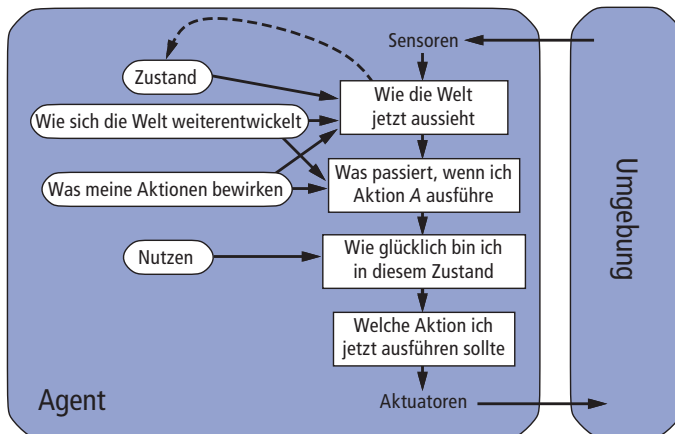 Sensoren
Zustand
Wie die Welt
jetzt aussieht
Wie sich die Welt weiterentwickelt
Was passiert, wenn ich
Aktion A ausführe
Was meine Aktionen bewirken
Wie glücklich bin ich
in diesem Zustand
Nutzen
Welche Aktion ich
jetzt ausführen sollte
Agent
Aktuatoren
Umgebung